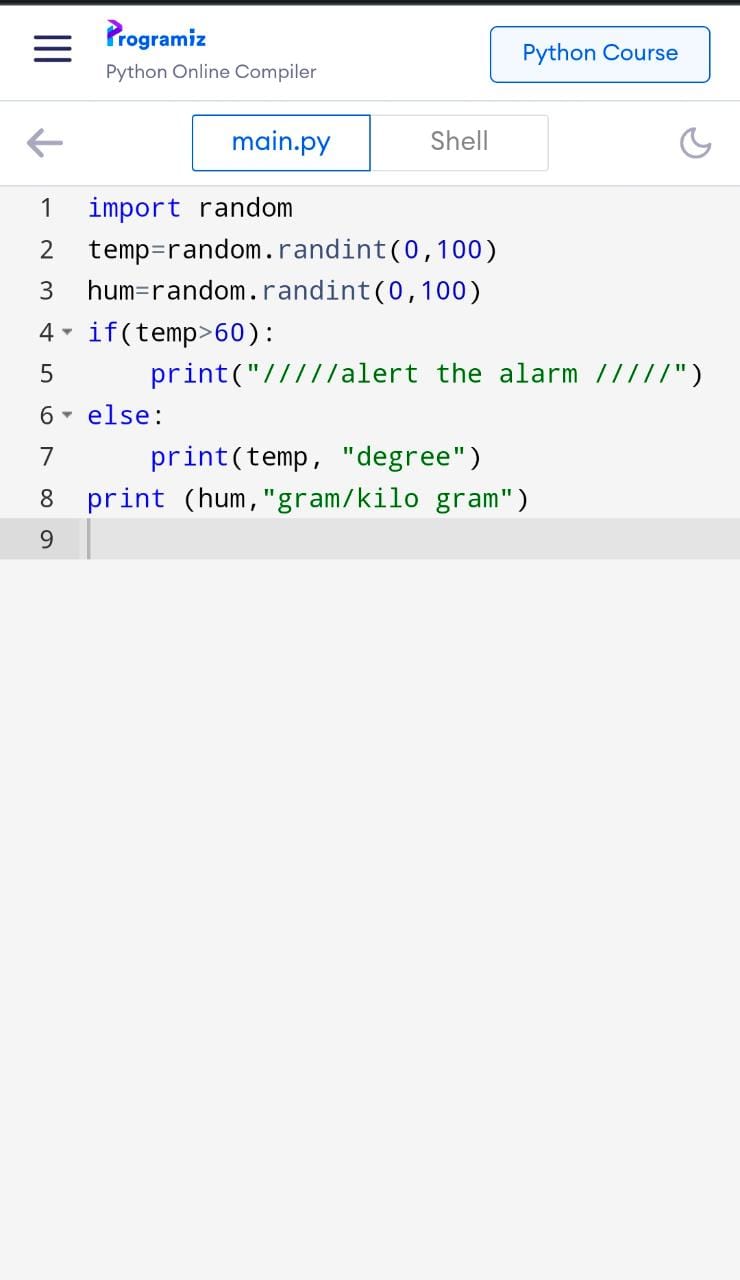 Programiz
Python Online Compiler
Python Course
main.py
Shell
1 import random
2 temp=random.randint(0,100)
3 hum=random.randint(0,100)
4 if(temp>60):
5     print("/////alert the alarm /////")
6 else:
7     print(temp, "degree")
8 print (hum,"gram/kilo gram")
9